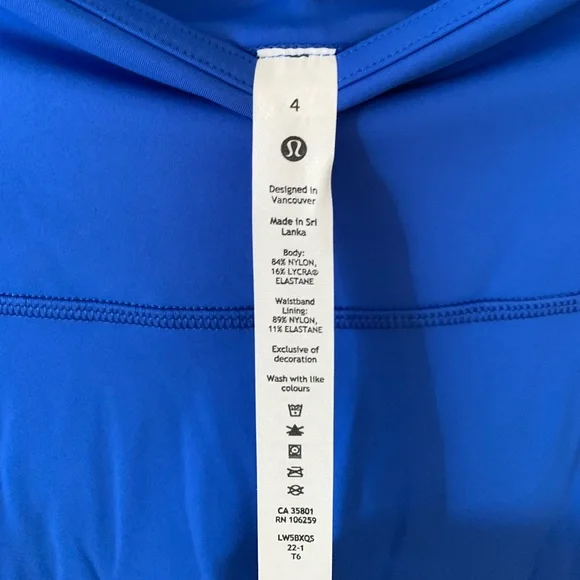 4
Designed in
Vancouver
Made in Sri
Lanka
Body:
84% NYLON,
16% LYCRA®
ELASTANE
Waistband
Lining:
89% NYLON,
11% ELASTANE
Exclusive of
decoration
Wash with like
colours
CA 35801
RN 106259
LW5BXQS
22-1
T6